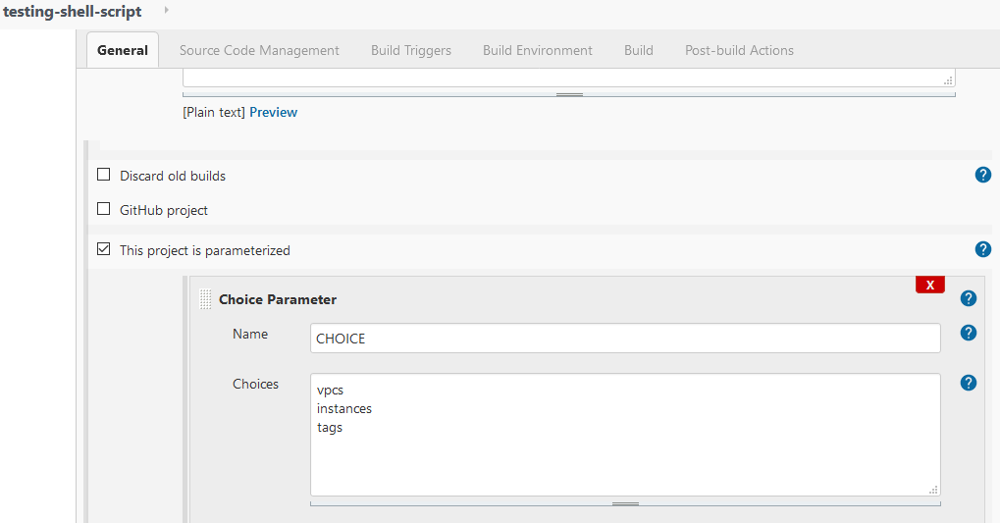 testing-shell-script
General Source Code Management Build Triggers Build Environment Build Post-build Actions
[Plain text] Preview
Discard old builds ?
GitHub project
This project is parameterized ?
X
Choice Parameter ?
Name CHOICE ?
Choices vpcs ?
instances
tags